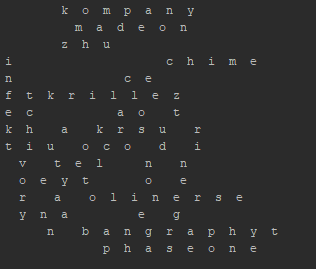 k o m p a n y
m a d e o n
z h u
i c h i m e
n c e
f t k r i l l e z
e c a o t
k h a k r s u r
t i u o c o d i
v t e l n n
o e y t o e
r a o l i n e r s e
y n a e g
n b a n g r a p h y t
p h a s e o n e